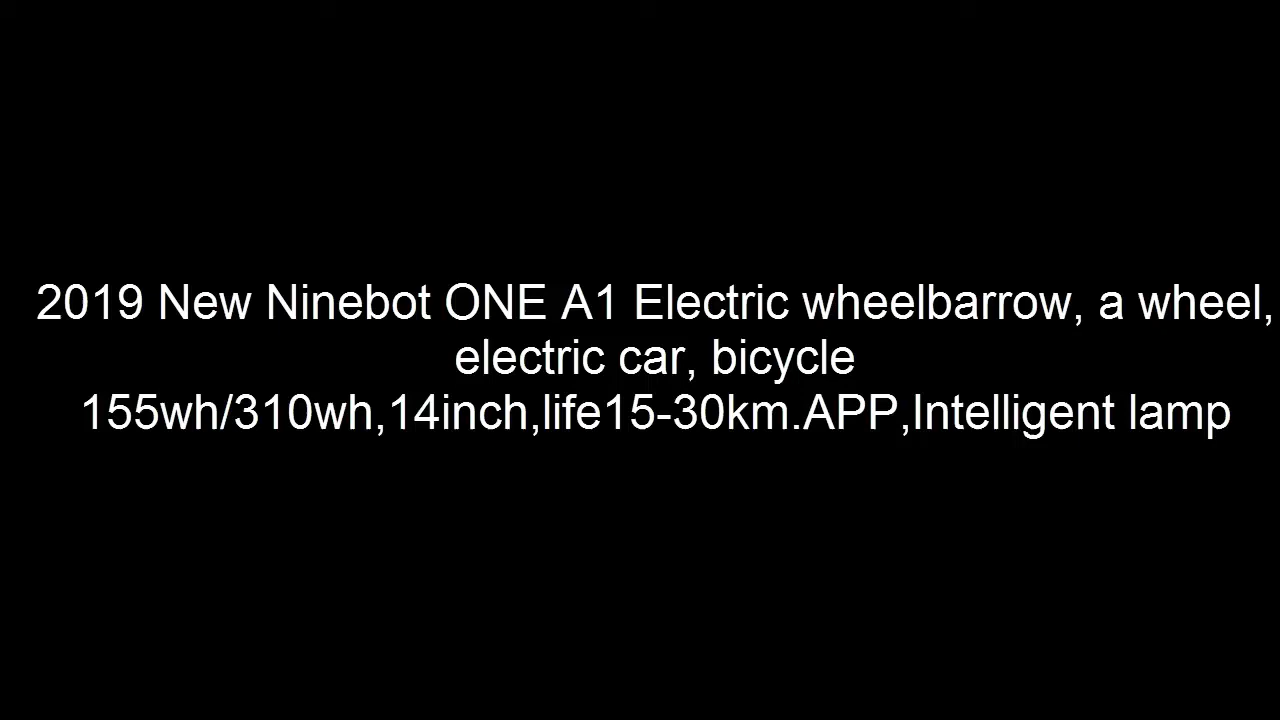 2019 New Ninebot ONE A1 Electric wheelbarrow, a wheel,
electric car, bicycle
155wh/310wh,14inch,life15-30km.APP,Intelligent lamp